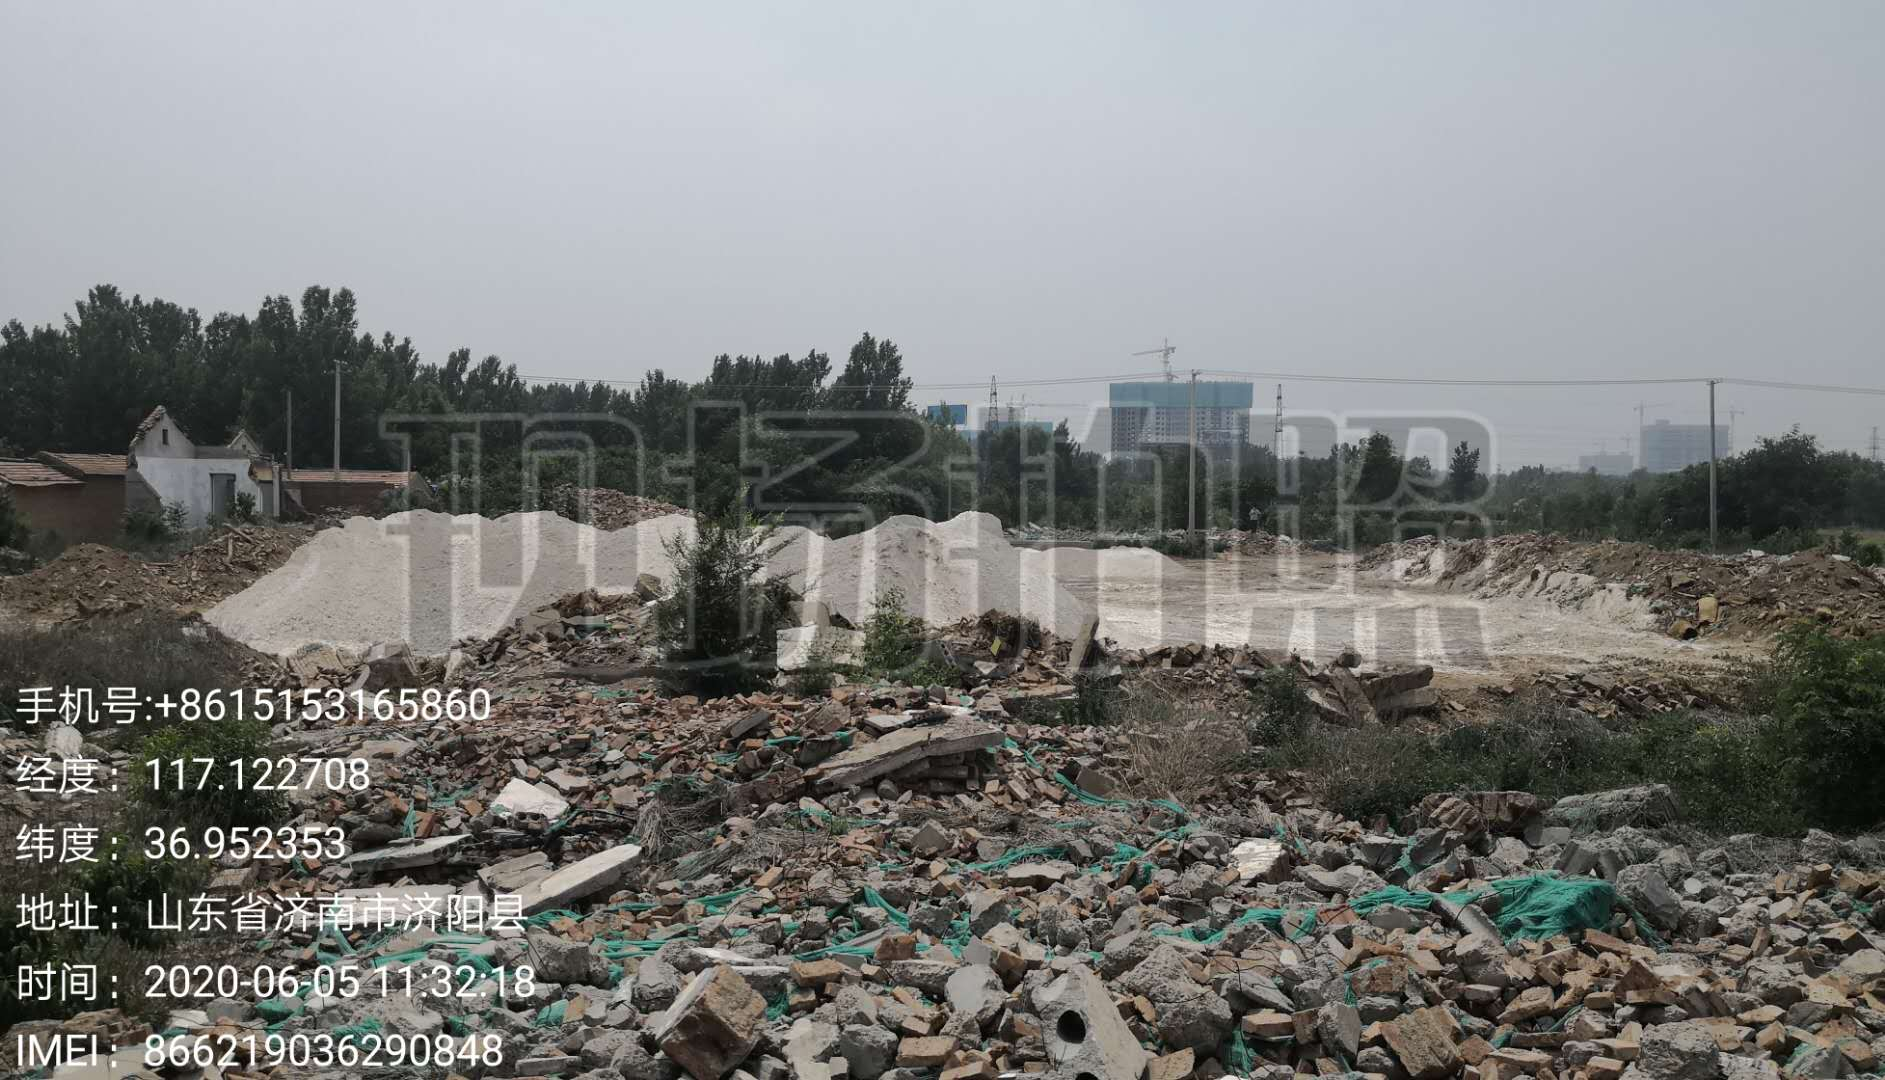 手机号:+8615153165860
经度：117.122708
纬度：36.952353
地址：山东省济南市济阳县
时间：2020-06-05 11:32:18
IMEI：866219036290848